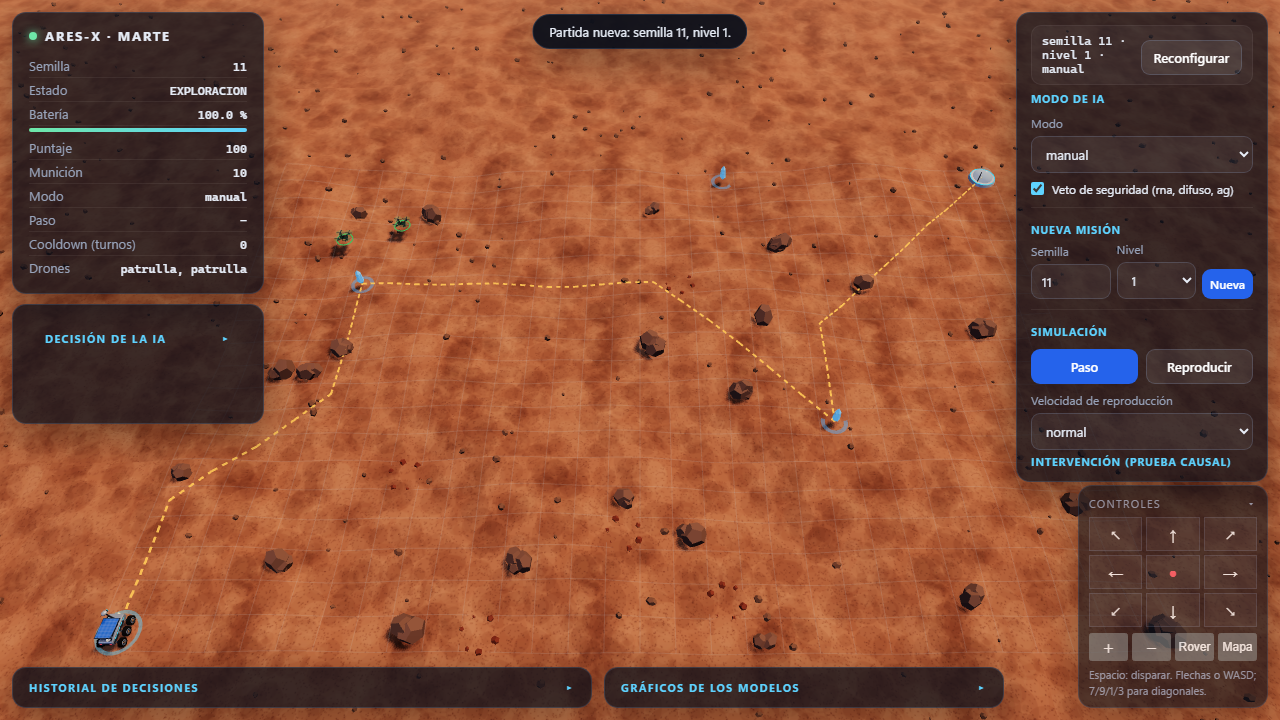 ARES-X · MARTE
Semilla 11
Estado EXPLORACION
Batería 100.0 %
Puntaje 100
Munición 10
Modo manual
Paso –
Cooldown (turnos) 0
Drones patrulla, patrulla
DECISIÓN DE LA IA
Partida nueva: semilla 11, nivel 1.
semilla 11 ·
nivel 1 ·
manual
Reconfigurar
MODO DE IA
Modo
manual
Veto de seguridad (rna, difuso, ag)
NUEVA MISIÓN
Semilla Nivel
11 1 Nueva
SIMULACIÓN
Paso Reproducir
Velocidad de reproducción
normal
INTERVENCIÓN (PRUEBA CAUSAL)
CONTROLES
↖ ↑ ↗
← ● →
↙ ↓ ↘
+ − Rover Mapa
Espacio: disparar. Flechas o WASD;
7/9/1/3 para diagonales.
HISTORIAL DE DECISIONES
GRÁFICOS DE LOS MODELOS